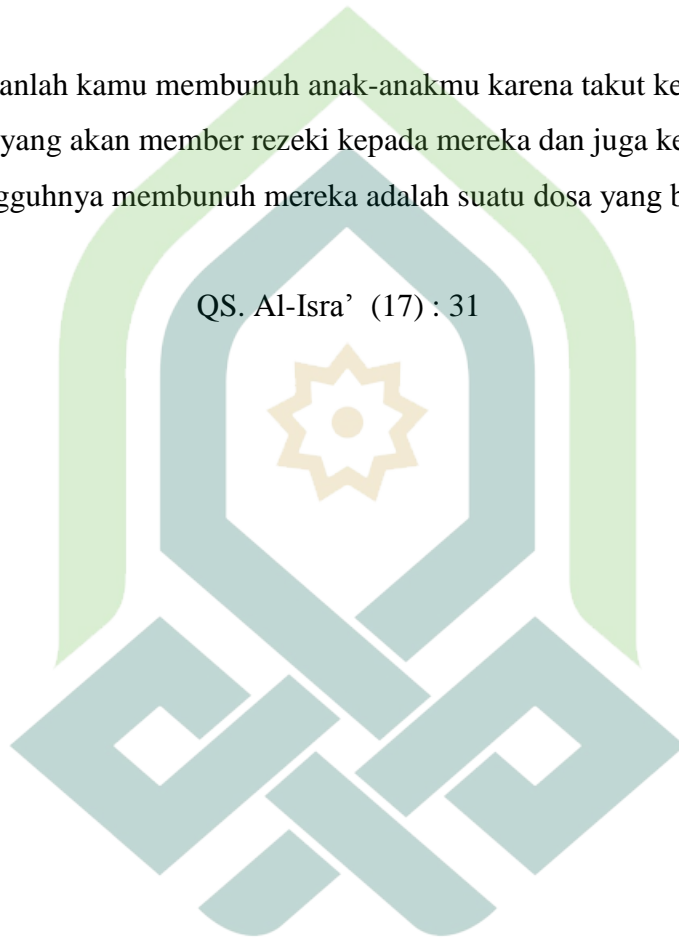 anlah kamu membunuh anak-anakmu karena takut ke
yang akan member rezeki kepada mereka dan juga ke
gguhnya membunuh mereka adalah suatu dosa yang b
QS. Al-Isra’ (17) : 31